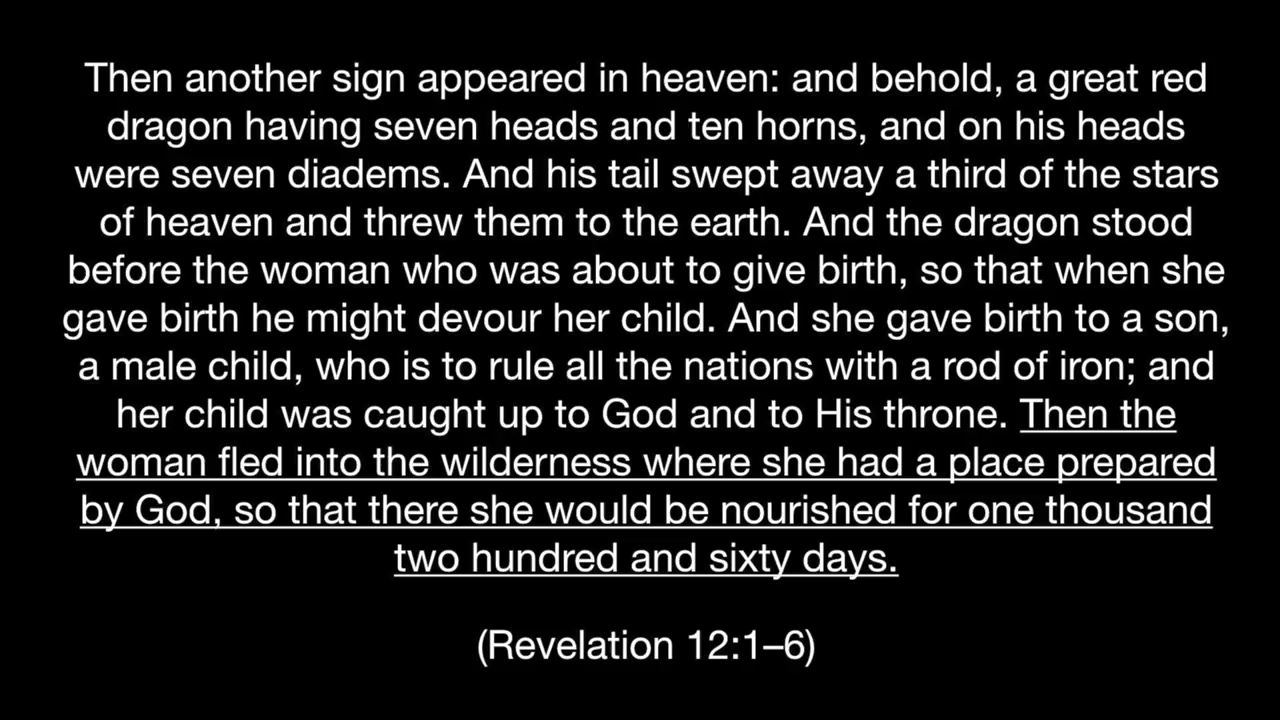 Then another sign appeared in heaven: and behold, a great red
dragon having seven heads and ten horns, and on his heads
were seven diadems. And his tail swept away a third of the stars
of heaven and threw them to the earth. And the dragon stood
before the woman who was about to give birth, so that when she
gave birth he might devour her child. And she gave birth to a son,
a male child, who is to rule all the nations with a rod of iron; and
her child was caught up to God and to His throne. Then the
woman fled into the wilderness where she had a place prepared
by God, so that there she would be nourished for one thousand
two hundred and sixty days.
(Revelation 12:1–6)